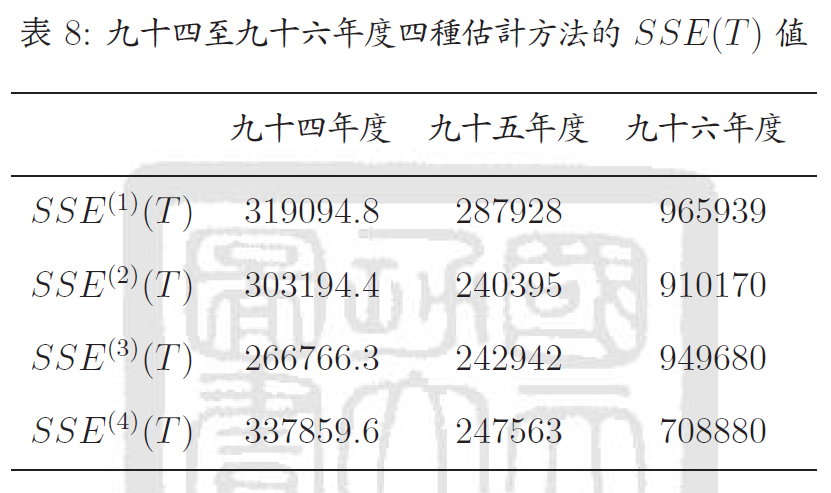 表 8: 九十四至九十六年度四種估計方法的 SSE(T) 值
九十四年度 九十五年度 九十六年度
SSE^{(1)}(T) 319094.8 287928 965939
SSE^{(2)}(T) 303194.4 240395 910170
SSE^{(3)}(T) 266766.3 242942 949680
SSE^{(4)}(T) 337859.6 247563 708880